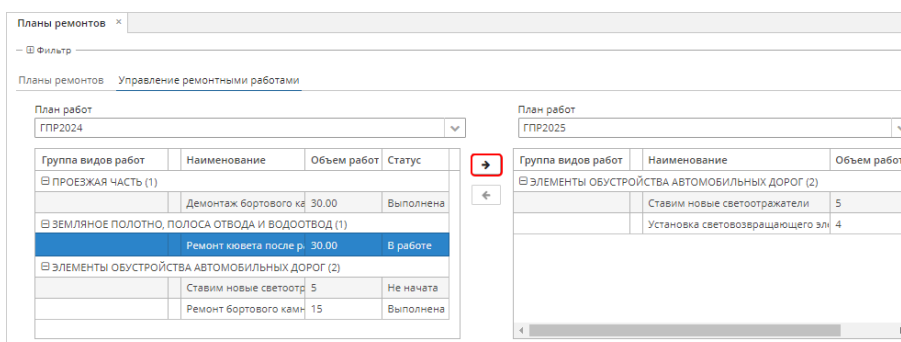 Планы ремонтов ×
Фильтр
Планы ремонтов Управление ремонтными работами
План работ
ГПР2024
Группа видов работ Наименование Объем работ Статус
ПРОЕЗЖАЯ ЧАСТЬ (1)
Демонтаж бортового ка 30.00 Выполнена
ЗЕМЛЯНОЕ ПОЛОТНО, ПОЛОСА ОТВОДА И ВОДООТВОД (1)
Ремонт кювета после р 30.00 В работе
ЭЛЕМЕНТЫ ОБУСТРОЙСТВА АВТОМОБИЛЬНЫХ ДОРОГ (2)
Ставим новые светоотр 5 Не начата
Ремонт бортового камн 15 Выполнена
План работ
ГПР2025
Группа видов работ Наименование Объем работ
ЭЛЕМЕНТЫ ОБУСТРОЙСТВА АВТОМОБИЛЬНЫХ ДОРОГ (2)
Ставим новые светоотражатели 5
Установка световозвращающего эле 4